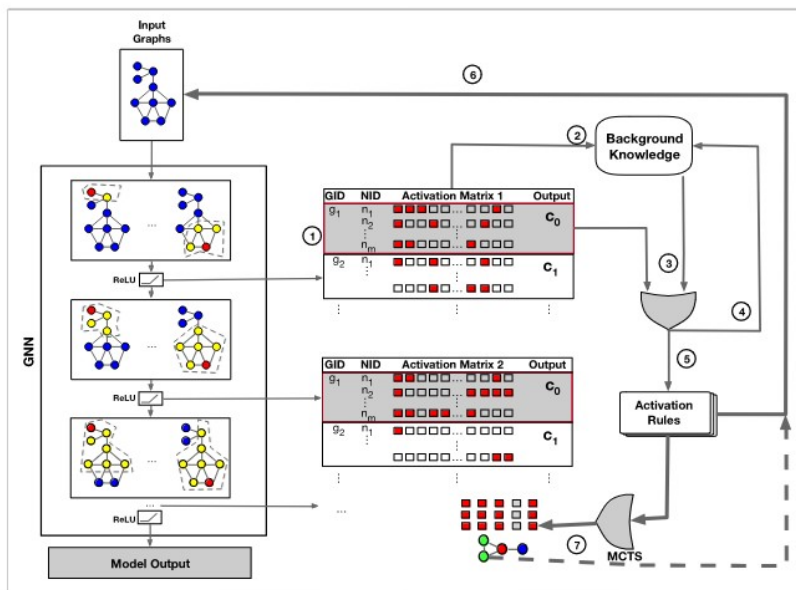 Input
Graphs
6
2
Background
Knowledge
GID NID Activation Matrix 1 Output
1
g1 n1 ... c0
n2 ...
nm ...
g2 n1 ... c1
...
3
4
ReLU
GNN
...
5
GID NID Activation Matrix 2 Output
g1 n1 ... c0
n2 ...
nm ...
g2 n1 ... c1
...
ReLU
Activation
Rules
...
ReLU
...
7
MCTS
Model Output